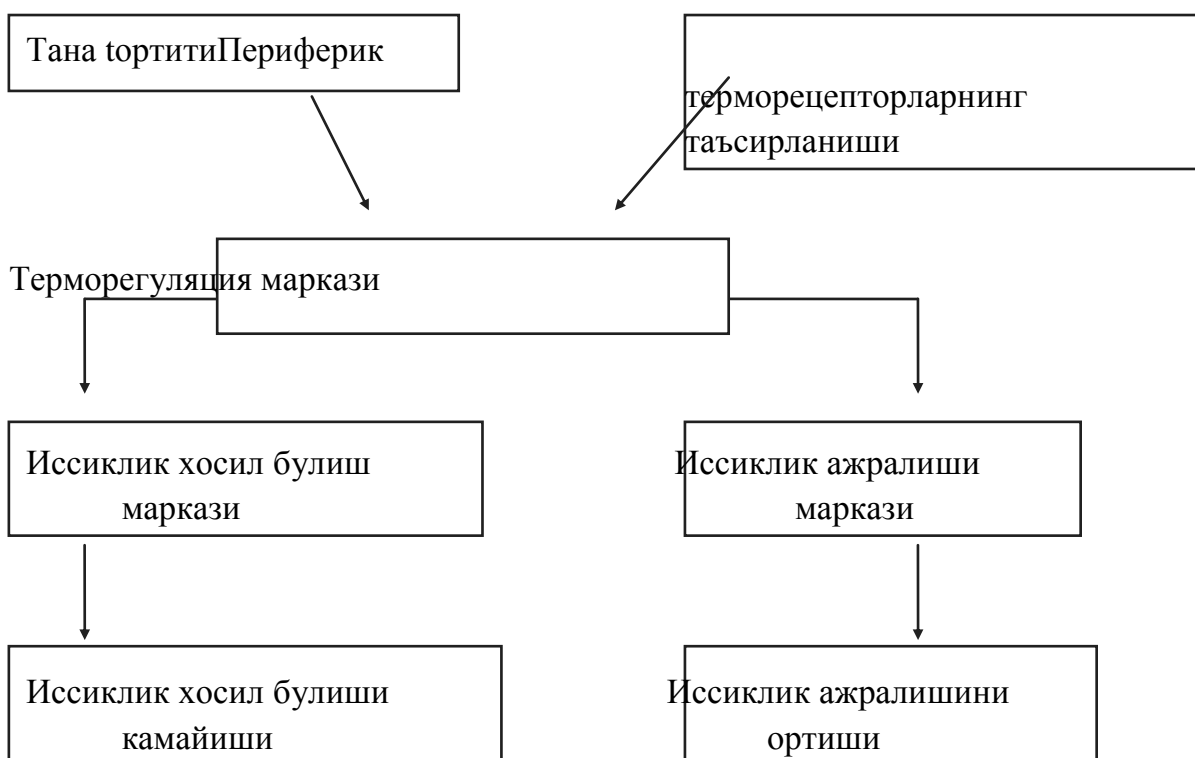 Тана tортитиПериферик
терморецепторларнинг
таъсирланиши
Терморегуляция маркази
Иссиклик хосил булиш
маркази
Иссиклик ажралиши
маркази
Иссиклик хосил булиши
камайиши
Иссиклик ажралишини
ортиши